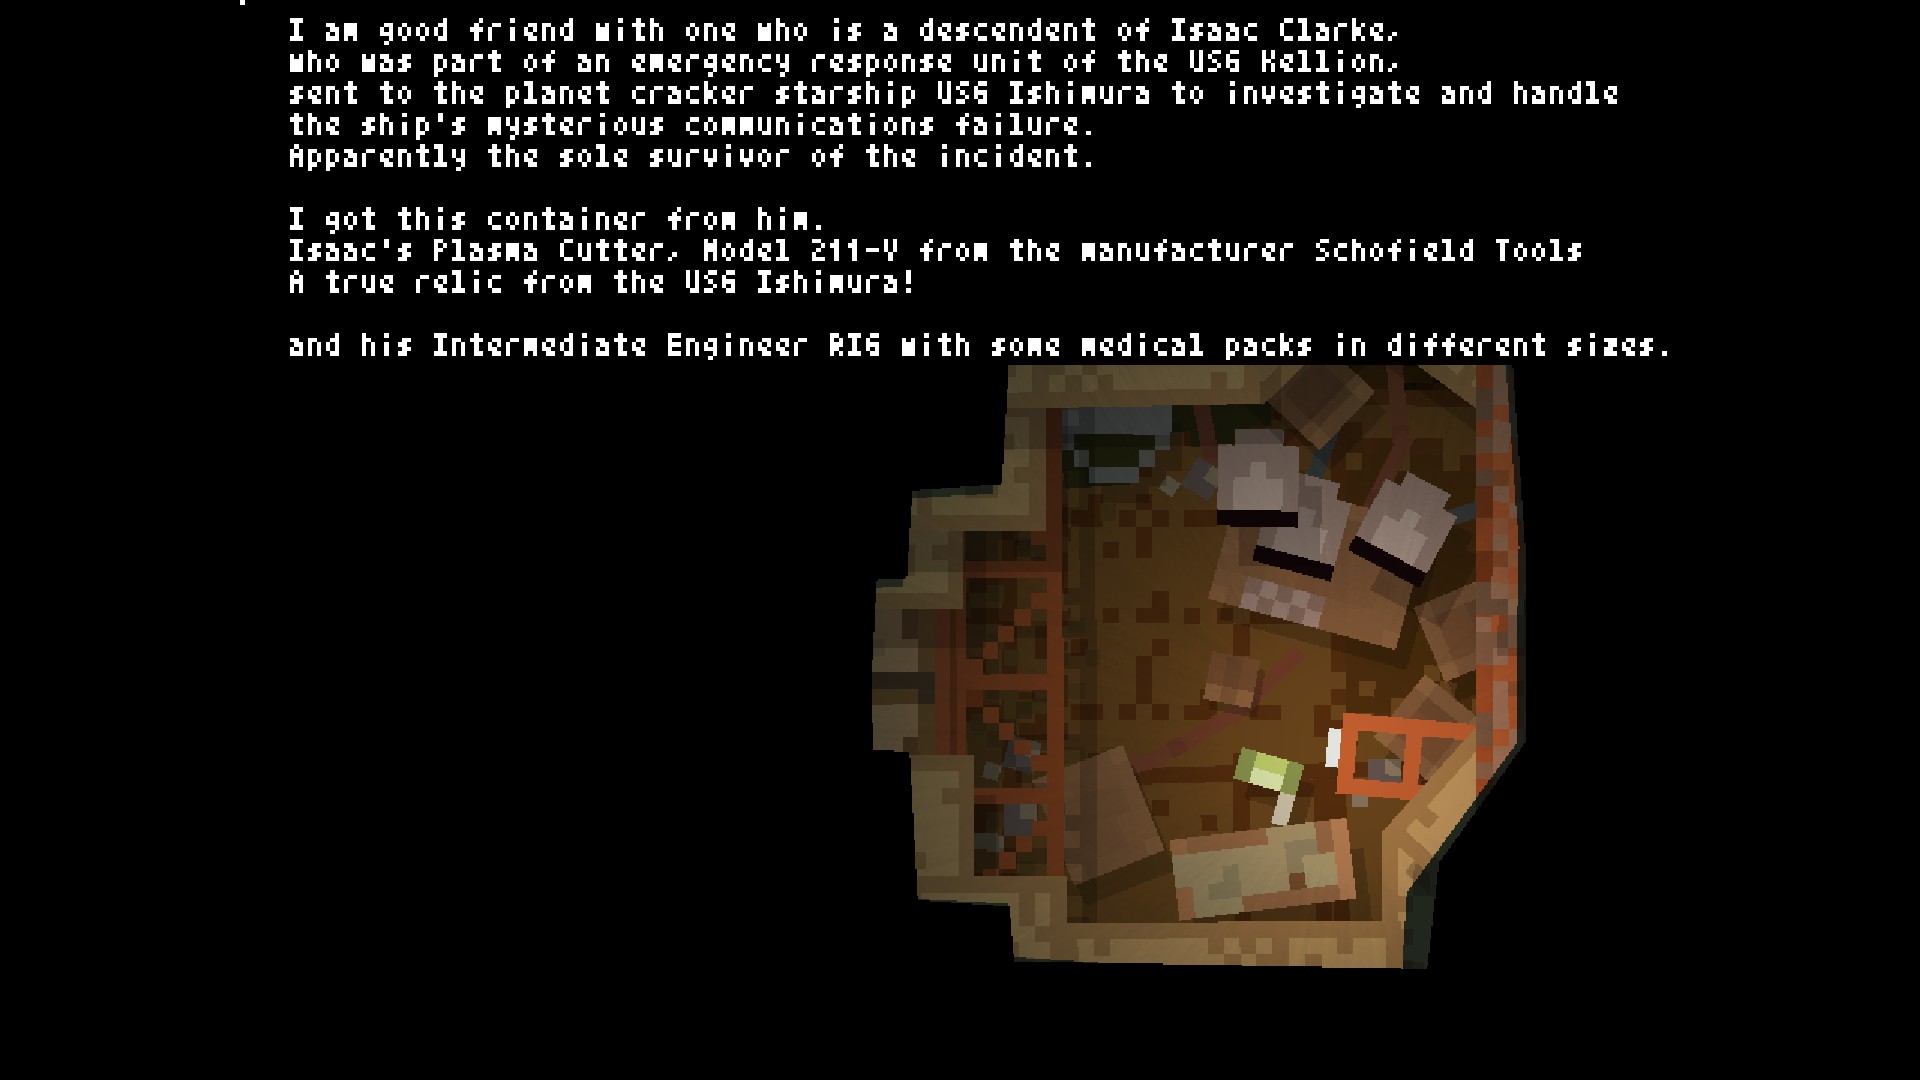 I am good friend with one who is a descendent of Isaac Clarke,
who was part of an emergency response unit of the USG Kellion,
sent to the planet cracker starship USG Ishimura to investigate and handle
the ship's mysterious communications failure.
Apparently the sole survivor of the incident.
I got this container from him.
Isaac's Plasma Cutter, Model 211-V from the manufacturer Schofield Tools
A true relic from the USG Ishimura!
and his Intermediate Engineer RIG with some medical packs in different sizes.